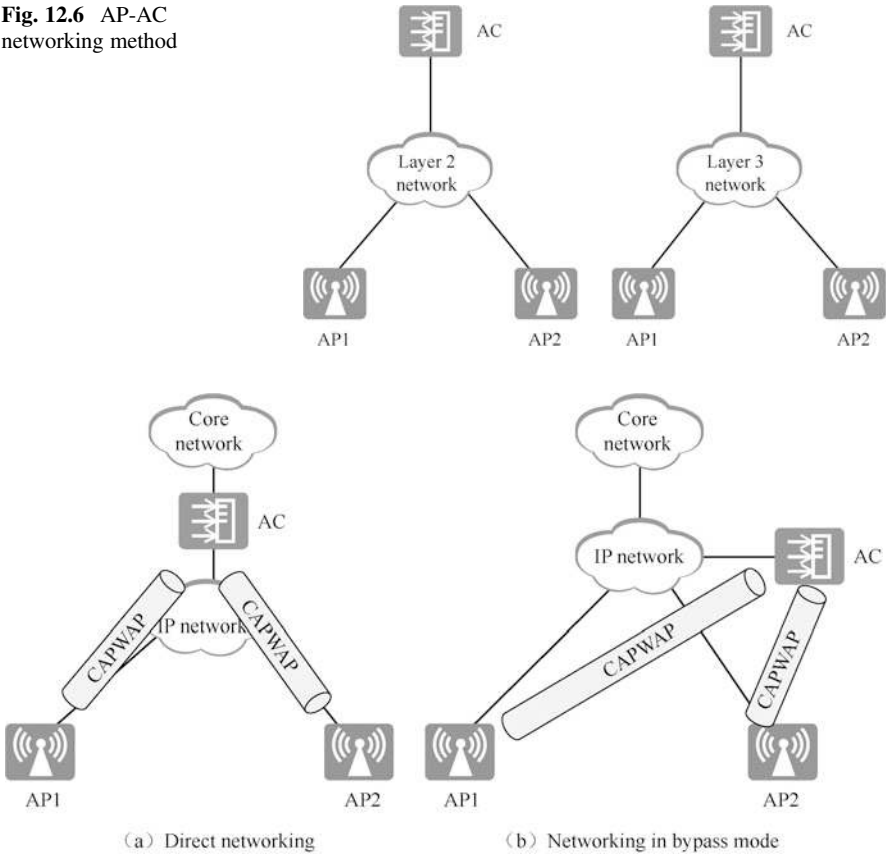 Fig. 12.6 AP-AC
networking method
AC
AC
Layer 2
network
Layer 3
network
AP1
AP2
AP1
AP2
Core
network
Core
network
AC
IP network
AC
CAPWAP
IP network
CAPWAP
CAPWAP
CAPWAP
AP1
AP2
AP1
AP2
(a) Direct networking
(b) Networking in bypass mode